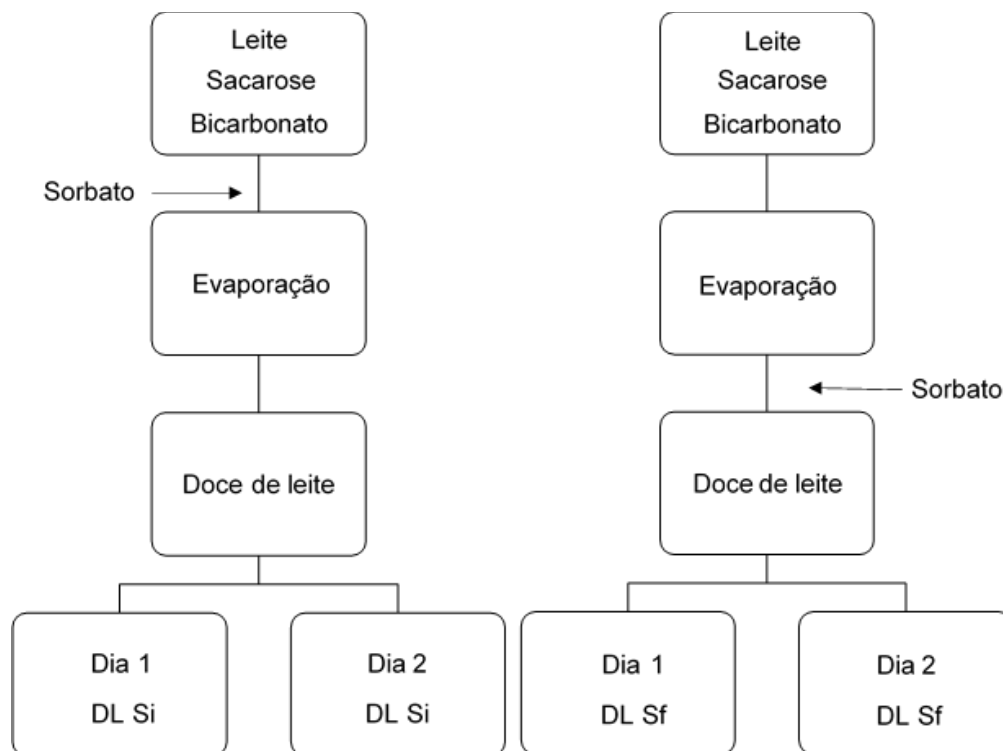 Leite
Sacarose
Bicarbonato
Sorbato
Evaporação
Doce de leite
Dia 1
DL Si
Dia 2
DL Si
Leite
Sacarose
Bicarbonato
Evaporação
Sorbato
Doce de leite
Dia 1
DL Sf
Dia 2
DL Sf